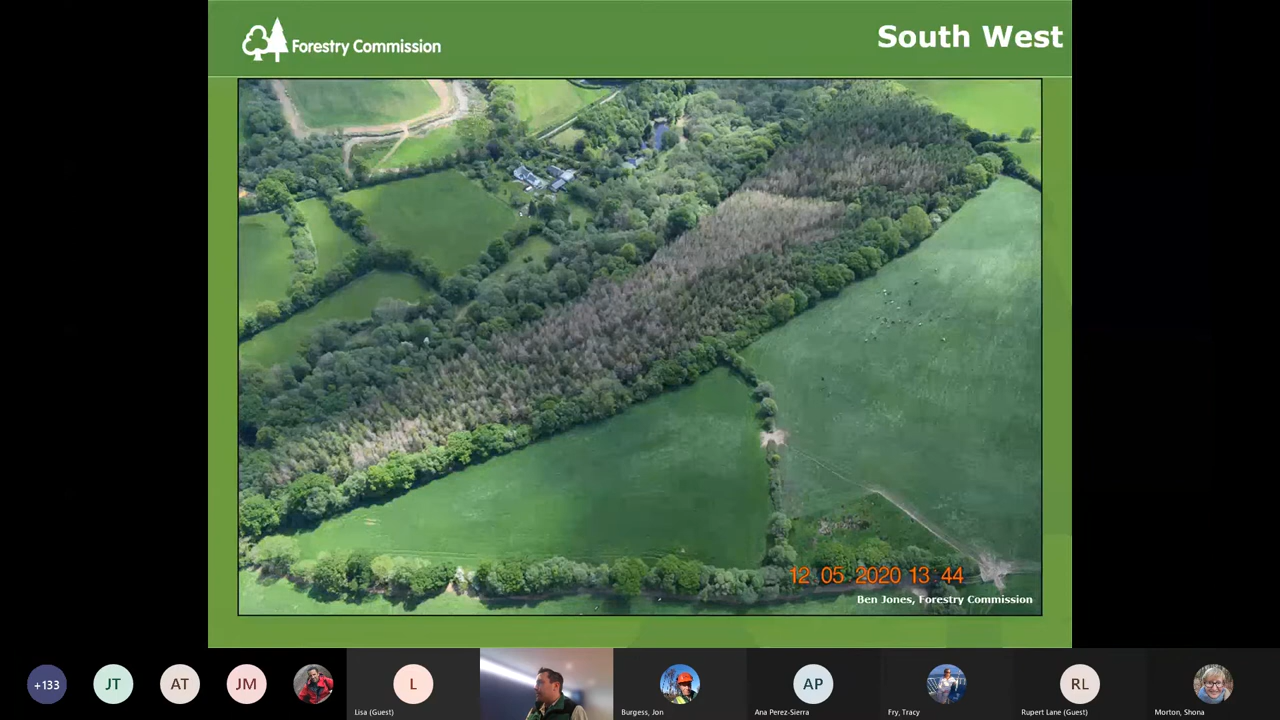 Forestry Commission
South West
12 05 2020 13 44
Ben Jones, Forestry Commission
+133
JT
AT
JM
L
AP
RL
Lisa (Guest)
Burgess, Jon
Ana Perez-Sierra
Fry, Tracy
Rupert Lane (Guest)
Morton, Shona